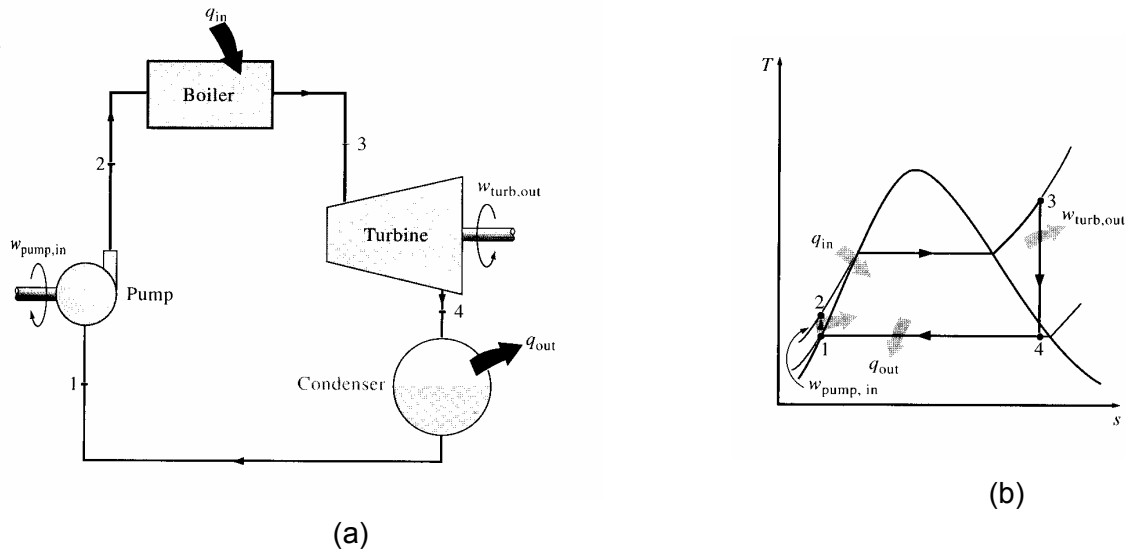 q_in
Boiler
2
3
w_turb,out
Turbine
w_pump,in
Pump
4
q_out
Condenser
1
(a)
T
3
w_turb,out
q_in
2
1
4
q_out
w_pump, in
s
(b)